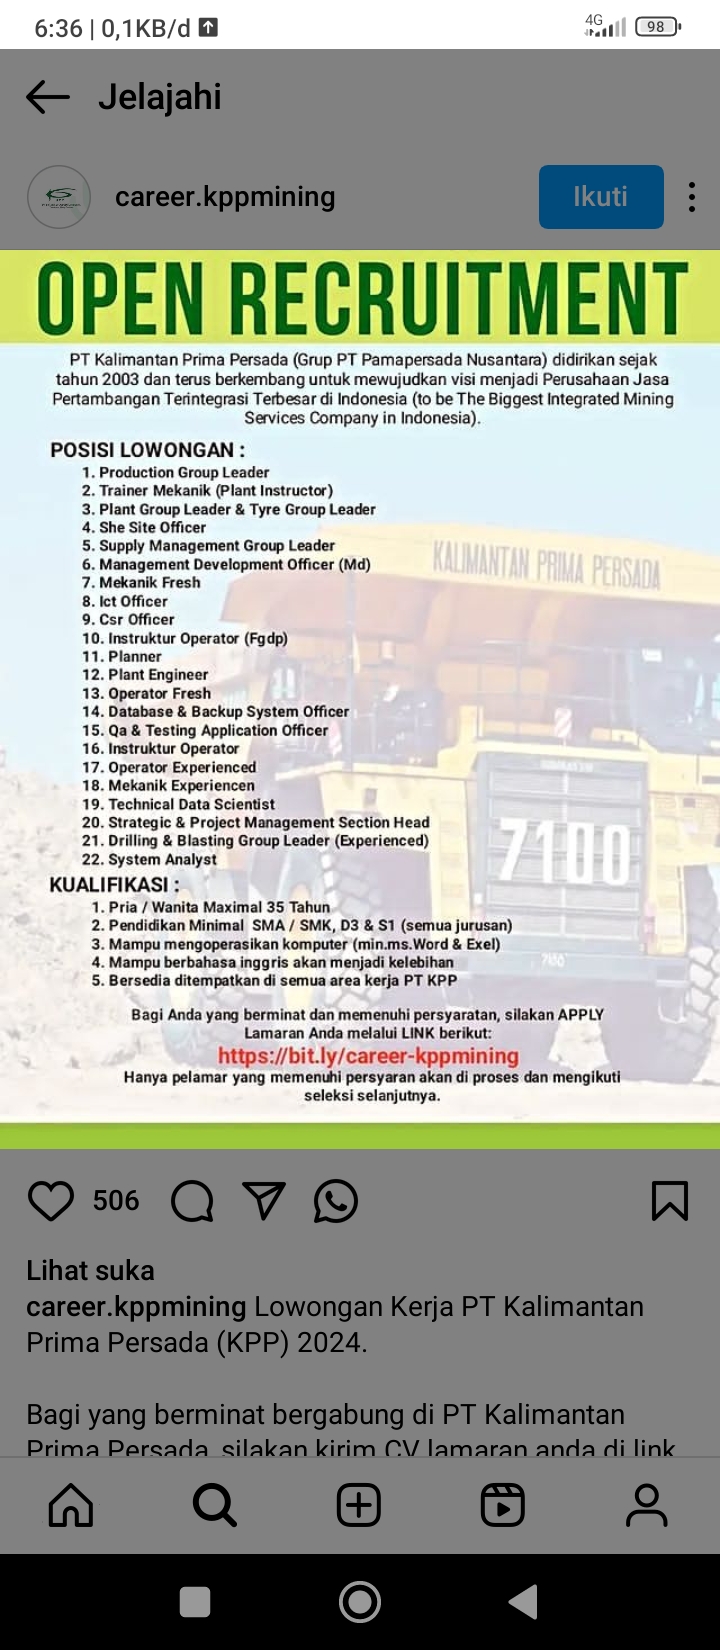 6:36 | 0,1KB/d
4G
98
Jelajahi
career.kppmining
Ikuti
OPEN RECRUITMENT
PT Kalimantan Prima Persada (Grup PT Pamapersada Nusantara) didirikan sejak
tahun 2003 dan terus berkembang untuk mewujudkan visi menjadi Perusahaan Jasa
Pertambangan Terintegrasi Terbesar di Indonesia (to be The Biggest Integrated Mining
Services Company in Indonesia).
POSISI LOWONGAN :
1. Production Group Leader
2. Trainer Mekanik (Plant Instructor)
3. Plant Group Leader & Tyre Group Leader
4. She Site Officer
5. Supply Management Group Leader
6. Management Development Officer (Md)
KALIMANTAN PRIMA PERSADA
7. Mekanik Fresh
8. Ict Officer
9. Csr Officer
10. Instruktur Operator (Fgdp)
11. Planner
12. Plant Engineer
13. Operator Fresh
14. Database & Backup System Officer
15. Qa & Testing Application Officer
16. Instruktur Operator
17. Operator Experienced
18. Mekanik Experiencen
19. Technical Data Scientist
20. Strategic & Project Management Section Head
21. Drilling & Blasting Group Leader (Experienced)
22. System Analyst
7100
KUALIFIKASI :
1. Pria / Wanita Maximal 35 Tahun
2. Pendidikan Minimal SMA / SMK, D3 & S1 (semua jurusan)
3. Mampu mengoperasikan komputer (min.ms.Word & Exel)
4. Mampu berbahasa inggris akan menjadi kelebihan
7100
5. Bersedia ditempatkan di semua area kerja PT KPP
Bagi Anda yang berminat dan memenuhi persyaratan, silakan APPLY
Lamaran Anda melalui LINK berikut:
https://bit.ly/career-kppmining
Hanya pelamar yang memenuhi persyaran akan di proses dan mengikuti
seleksi selanjutnya.
506
Lihat suka
career.kppmining Lowongan Kerja PT Kalimantan
Prima Persada (KPP) 2024.
Bagi yang berminat bergabung di PT Kalimantan
Prima Persada, silakan kirim CV lamaran anda di link